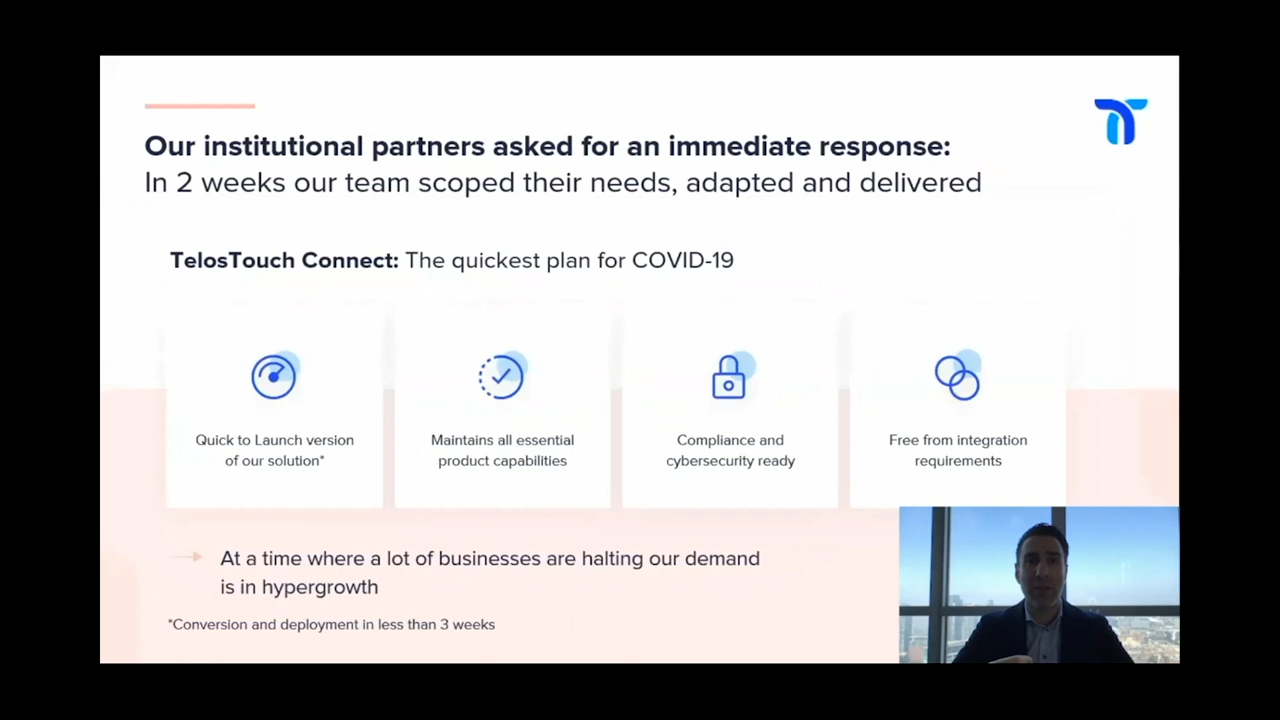 Our institutional partners asked for an immediate response:
In 2 weeks our team scoped their needs, adapted and delivered
TelosTouch Connect: The quickest plan for COVID-19
Quick to Launch version
of our solution*
Maintains all essential
product capabilities
Compliance and
cybersecurity ready
Free from integration
requirements
At a time where a lot of businesses are halting our demand
is in hypergrowth
*Conversion and deployment in less than 3 weeks